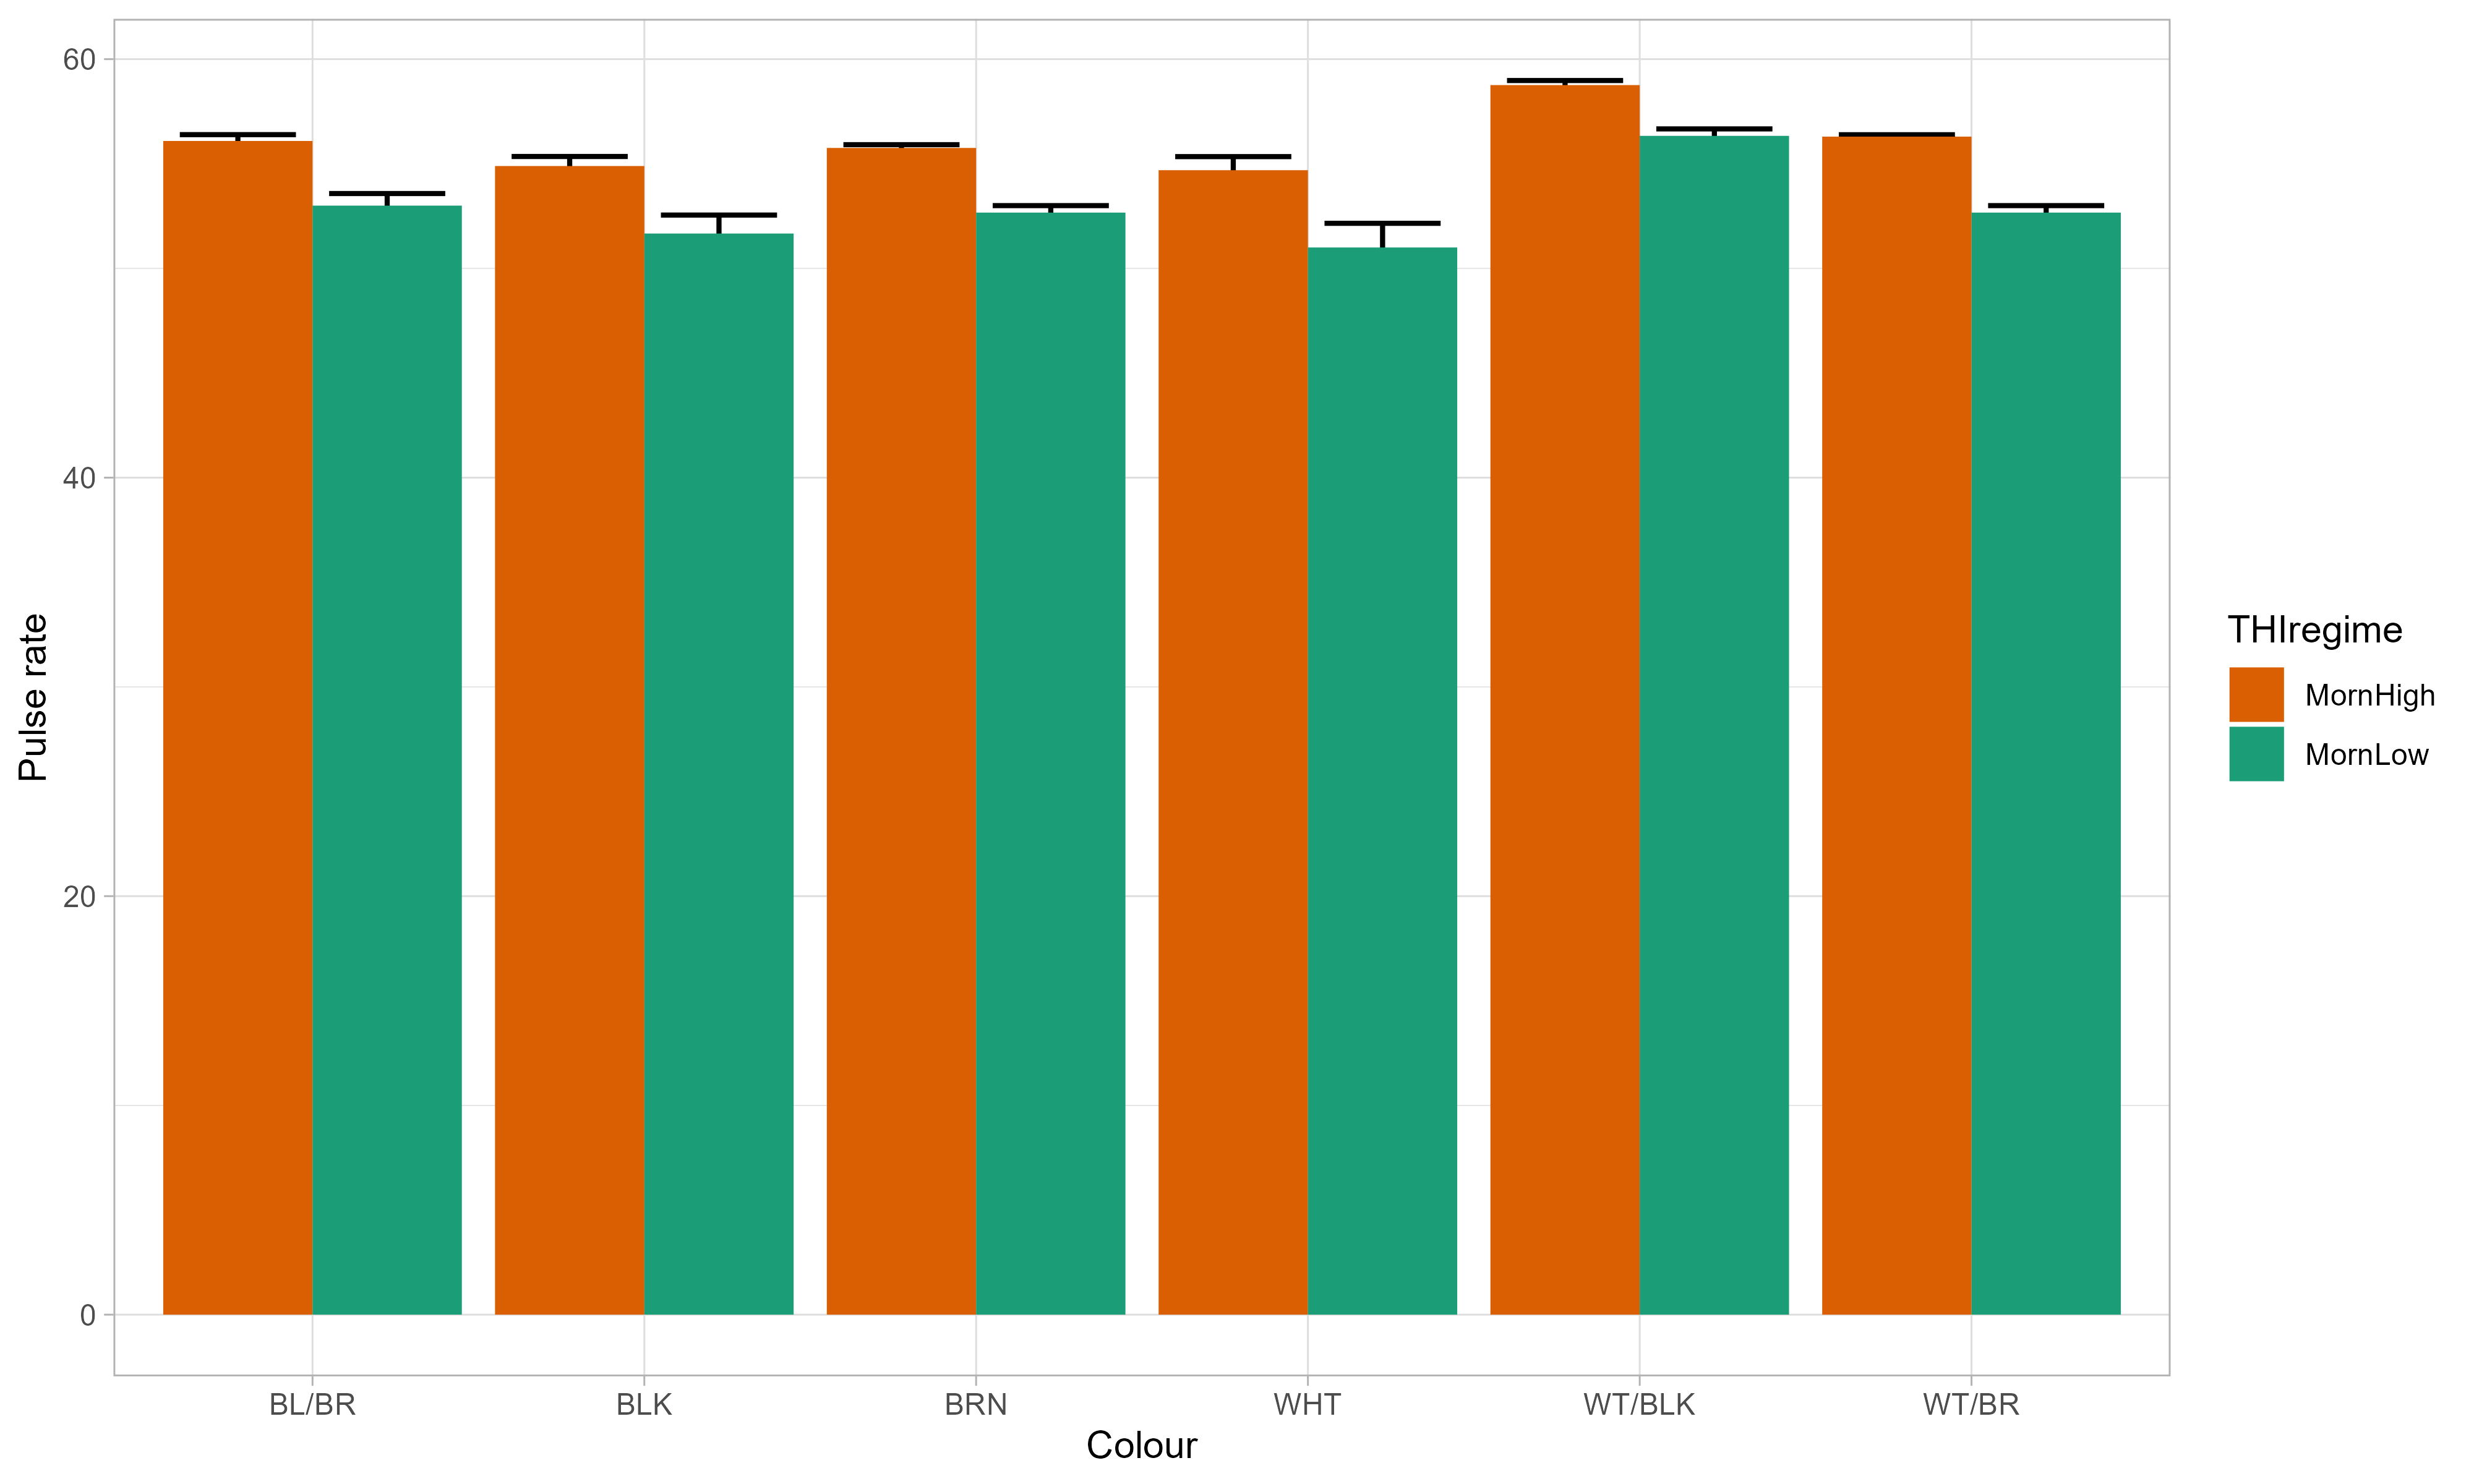 60
40
20
0
Pulse rate
BL/BR
BLK
BRN
WHT
WT/BLK
WT/BR
Colour
THIregime
MornHigh
MornLow